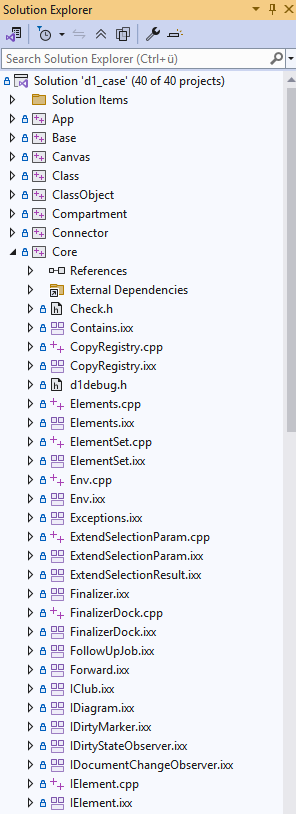 Solution Explorer
Search Solution Explorer (Ctrl+ü)
Solution 'd1_case' (40 of 40 projects)
Solution Items
App
Base
Canvas
Class
ClassObject
Compartment
Connector
Core
References
External Dependencies
Check.h
Contains.ixx
CopyRegistry.cpp
CopyRegistry.ixx
d1debug.h
Elements.cpp
Elements.ixx
ElementSet.cpp
ElementSet.ixx
Env.cpp
Env.ixx
Exceptions.ixx
ExtendSelectionParam.cpp
ExtendSelectionParam.ixx
ExtendSelectionResult.ixx
Finalizer.ixx
FinalizerDock.cpp
FinalizerDock.ixx
FollowUpJob.ixx
Forward.ixx
IClub.ixx
IDiagram.ixx
IDirtyMarker.ixx
IDirtyStateObserver.ixx
IDocumentChangeObserver.ixx
IElement.cpp
IElement.ixx